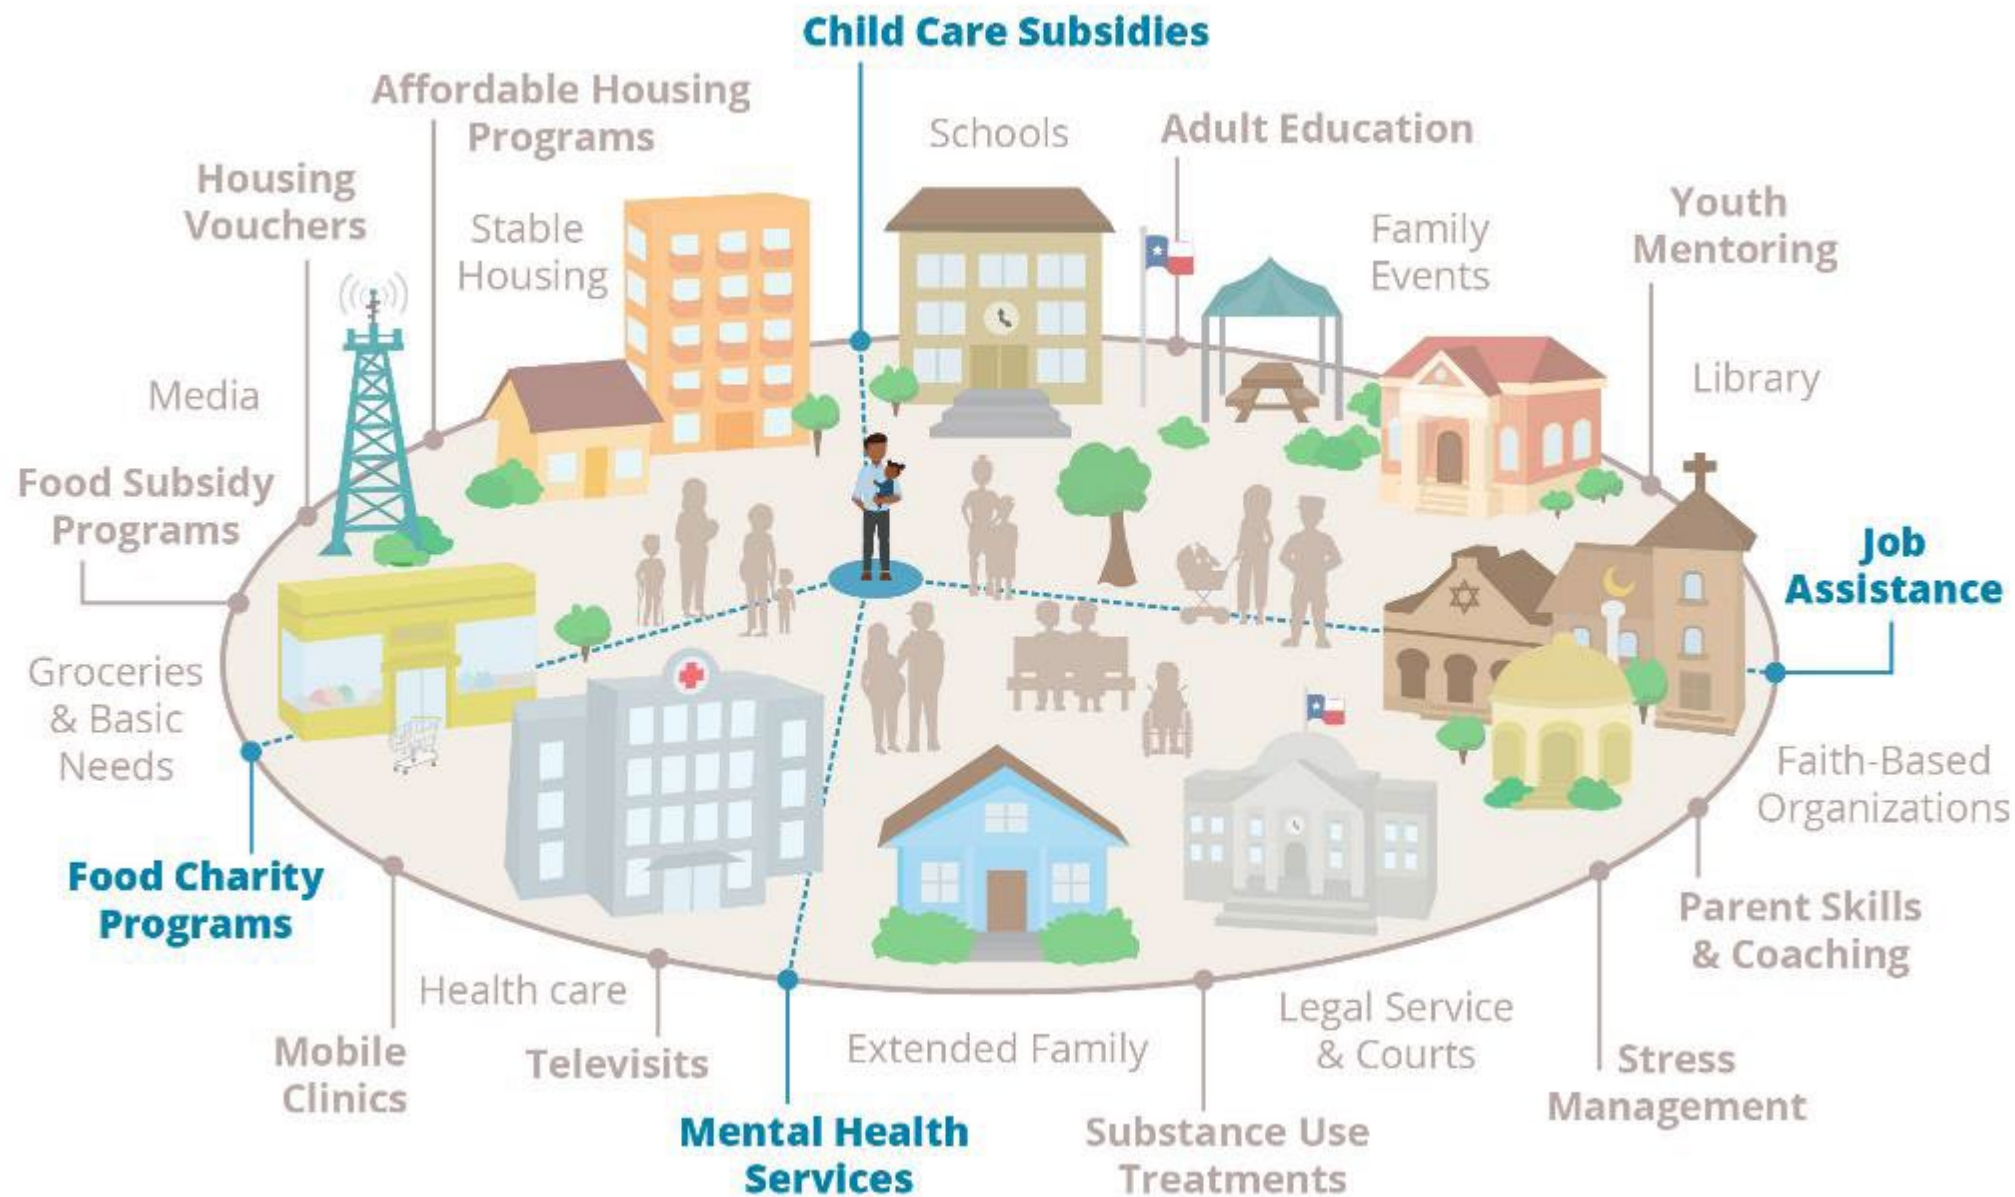 Child Care Subsidies
Affordable Housing
Programs
Schools
Adult Education
Housing
Vouchers
Stable
Housing
Family
Events
Youth
Mentoring
Media
Library
Food Subsidy
Programs
Job
Assistance
Groceries
& Basic
Needs
Faith-Based
Organizations
Food Charity
Programs
Parent Skills
& Coaching
Health care
Legal Service
& Courts
Mobile
Clinics
Televisits
Extended Family
Stress
Management
Mental Health
Services
Substance Use
Treatments